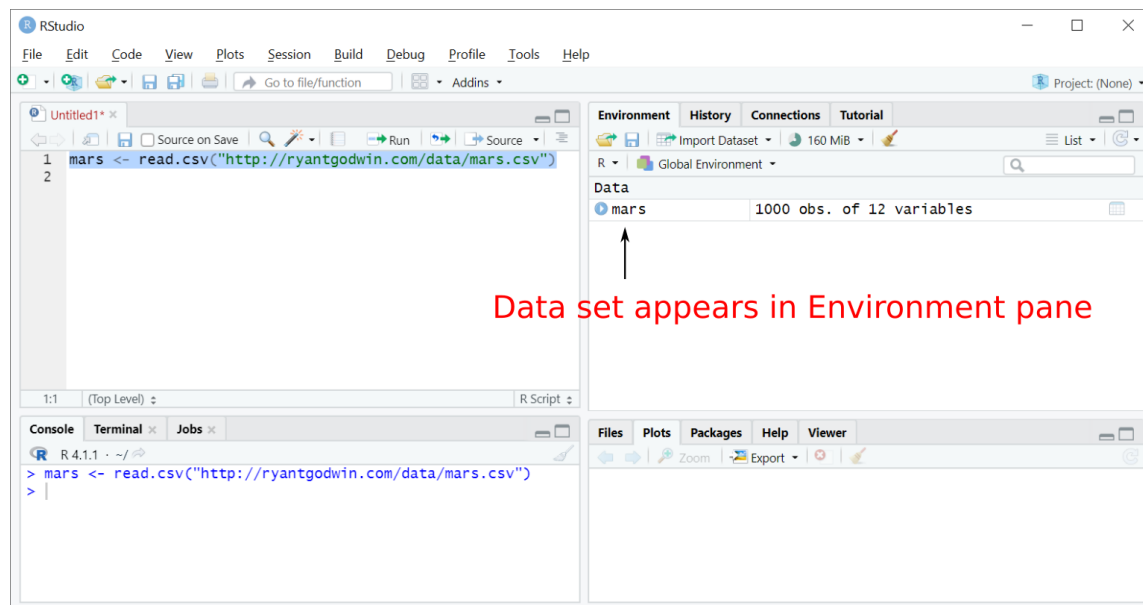 RStudio
File Edit Code View Plots Session Build Debug Profile Tools Help
Go to file/function Addins Project: (None)
Untitled1*
Source on Save Run Source
1 mars <- read.csv("http://ryantgodwin.com/data/mars.csv")
2
1:1 (Top Level) R Script
Console Terminal Jobs
R 4.1.1 · ~/
> mars <- read.csv("http://ryantgodwin.com/data/mars.csv")
>
Environment History Connections Tutorial
Import Dataset 160 MiB List
R Global Environment
Data
mars 1000 obs. of 12 variables
Data set appears in Environment pane
Files Plots Packages Help Viewer
Zoom Export